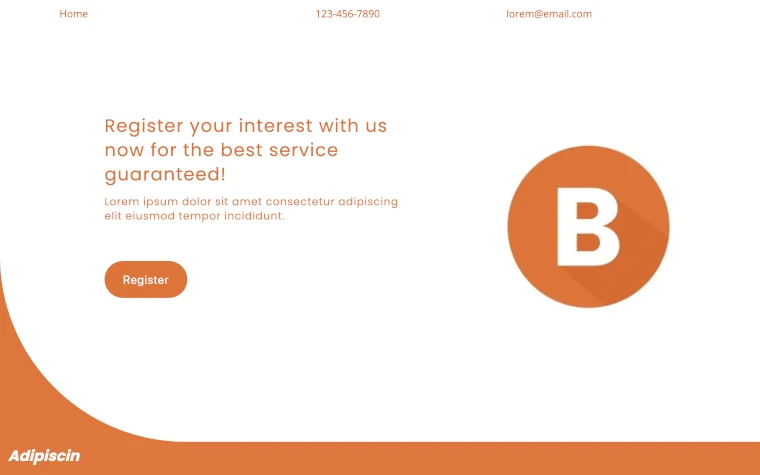 Home
123-456-7890
lorem@email.com
Register your interest with us
now for the best service
guaranteed!
Lorem ipsum dolor sit amet consectetur adipiscing
elit eiusmod tempor incididunt.
B
Register
Adipiscin